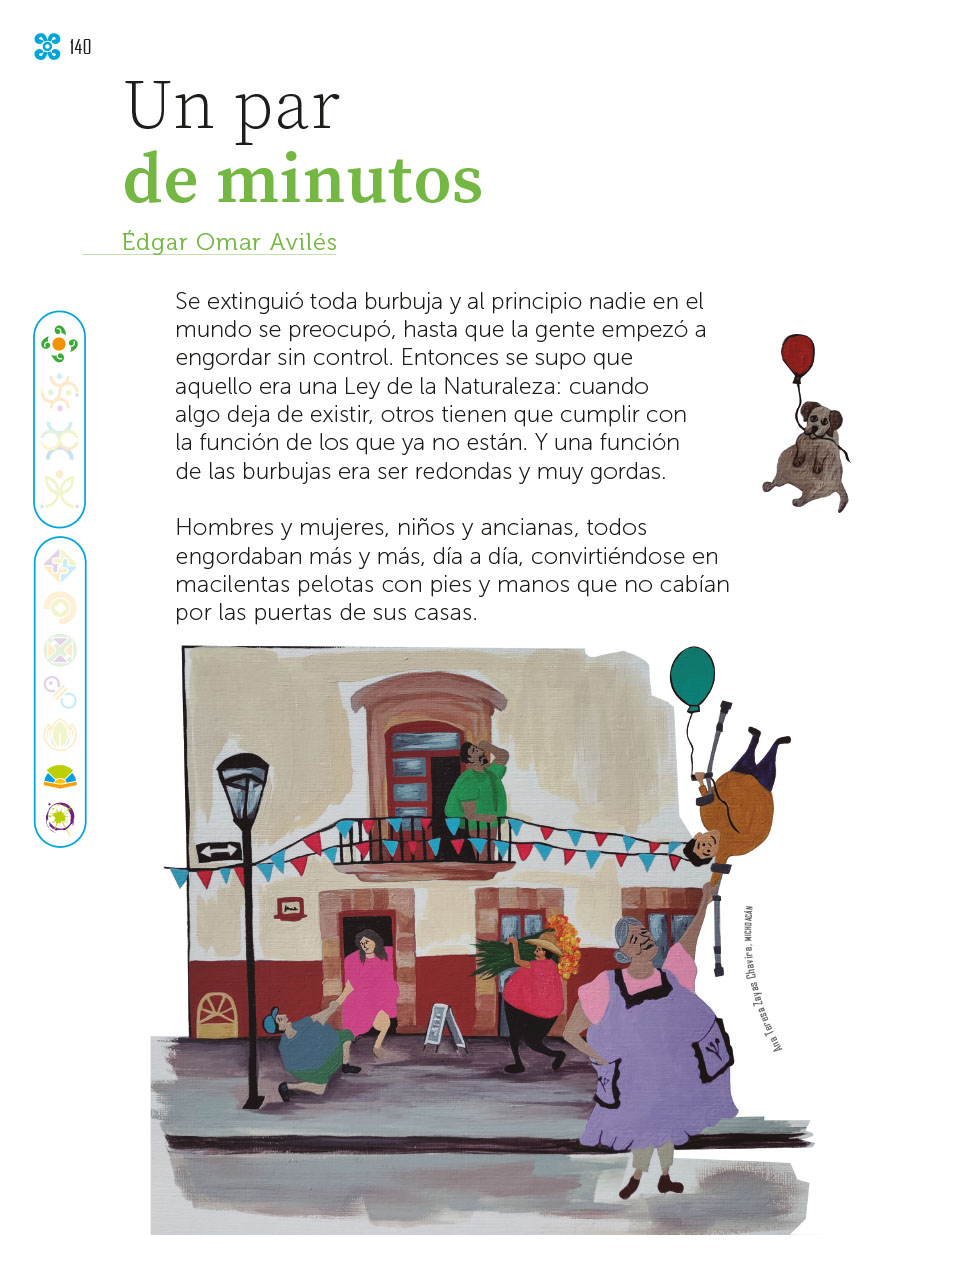 140
Un par
de minutos
Édgar Omar Avilés
Se extinguió toda burbuja y al principio nadie en el
mundo se preocupó, hasta que la gente empezó a
engordar sin control. Entonces se supo que
aquello era una Ley de la Naturaleza: cuando
algo deja de existir, otros tienen que cumplir con
la función de los que ya no están. Y una función
de las burbujas era ser redondas y muy gordas.
Hombres y mujeres, niños y ancianas, todos
engordaban más y más, día a día, convirtiéndose en
macilentas pelotas con pies y manos que no cabían
por las puertas de sus casas.
Ana Teresa Zayas Chavira, MICHOACÁN